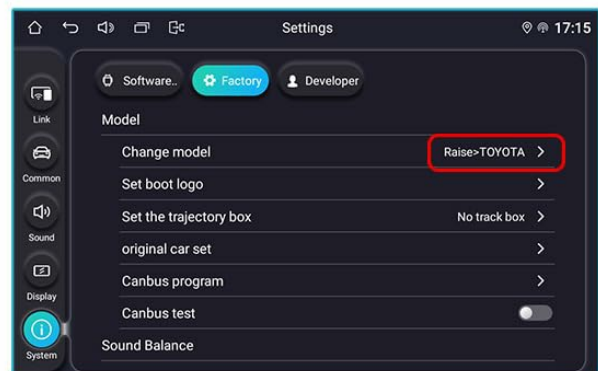 Settings
17:15
Software..
Factory
Developer
Link
Common
Sound
Display
System
Model
Change model
Raise>TOYOTA
Set boot logo
Set the trajectory box
No track box
original car set
Canbus program
Canbus test
Sound Balance